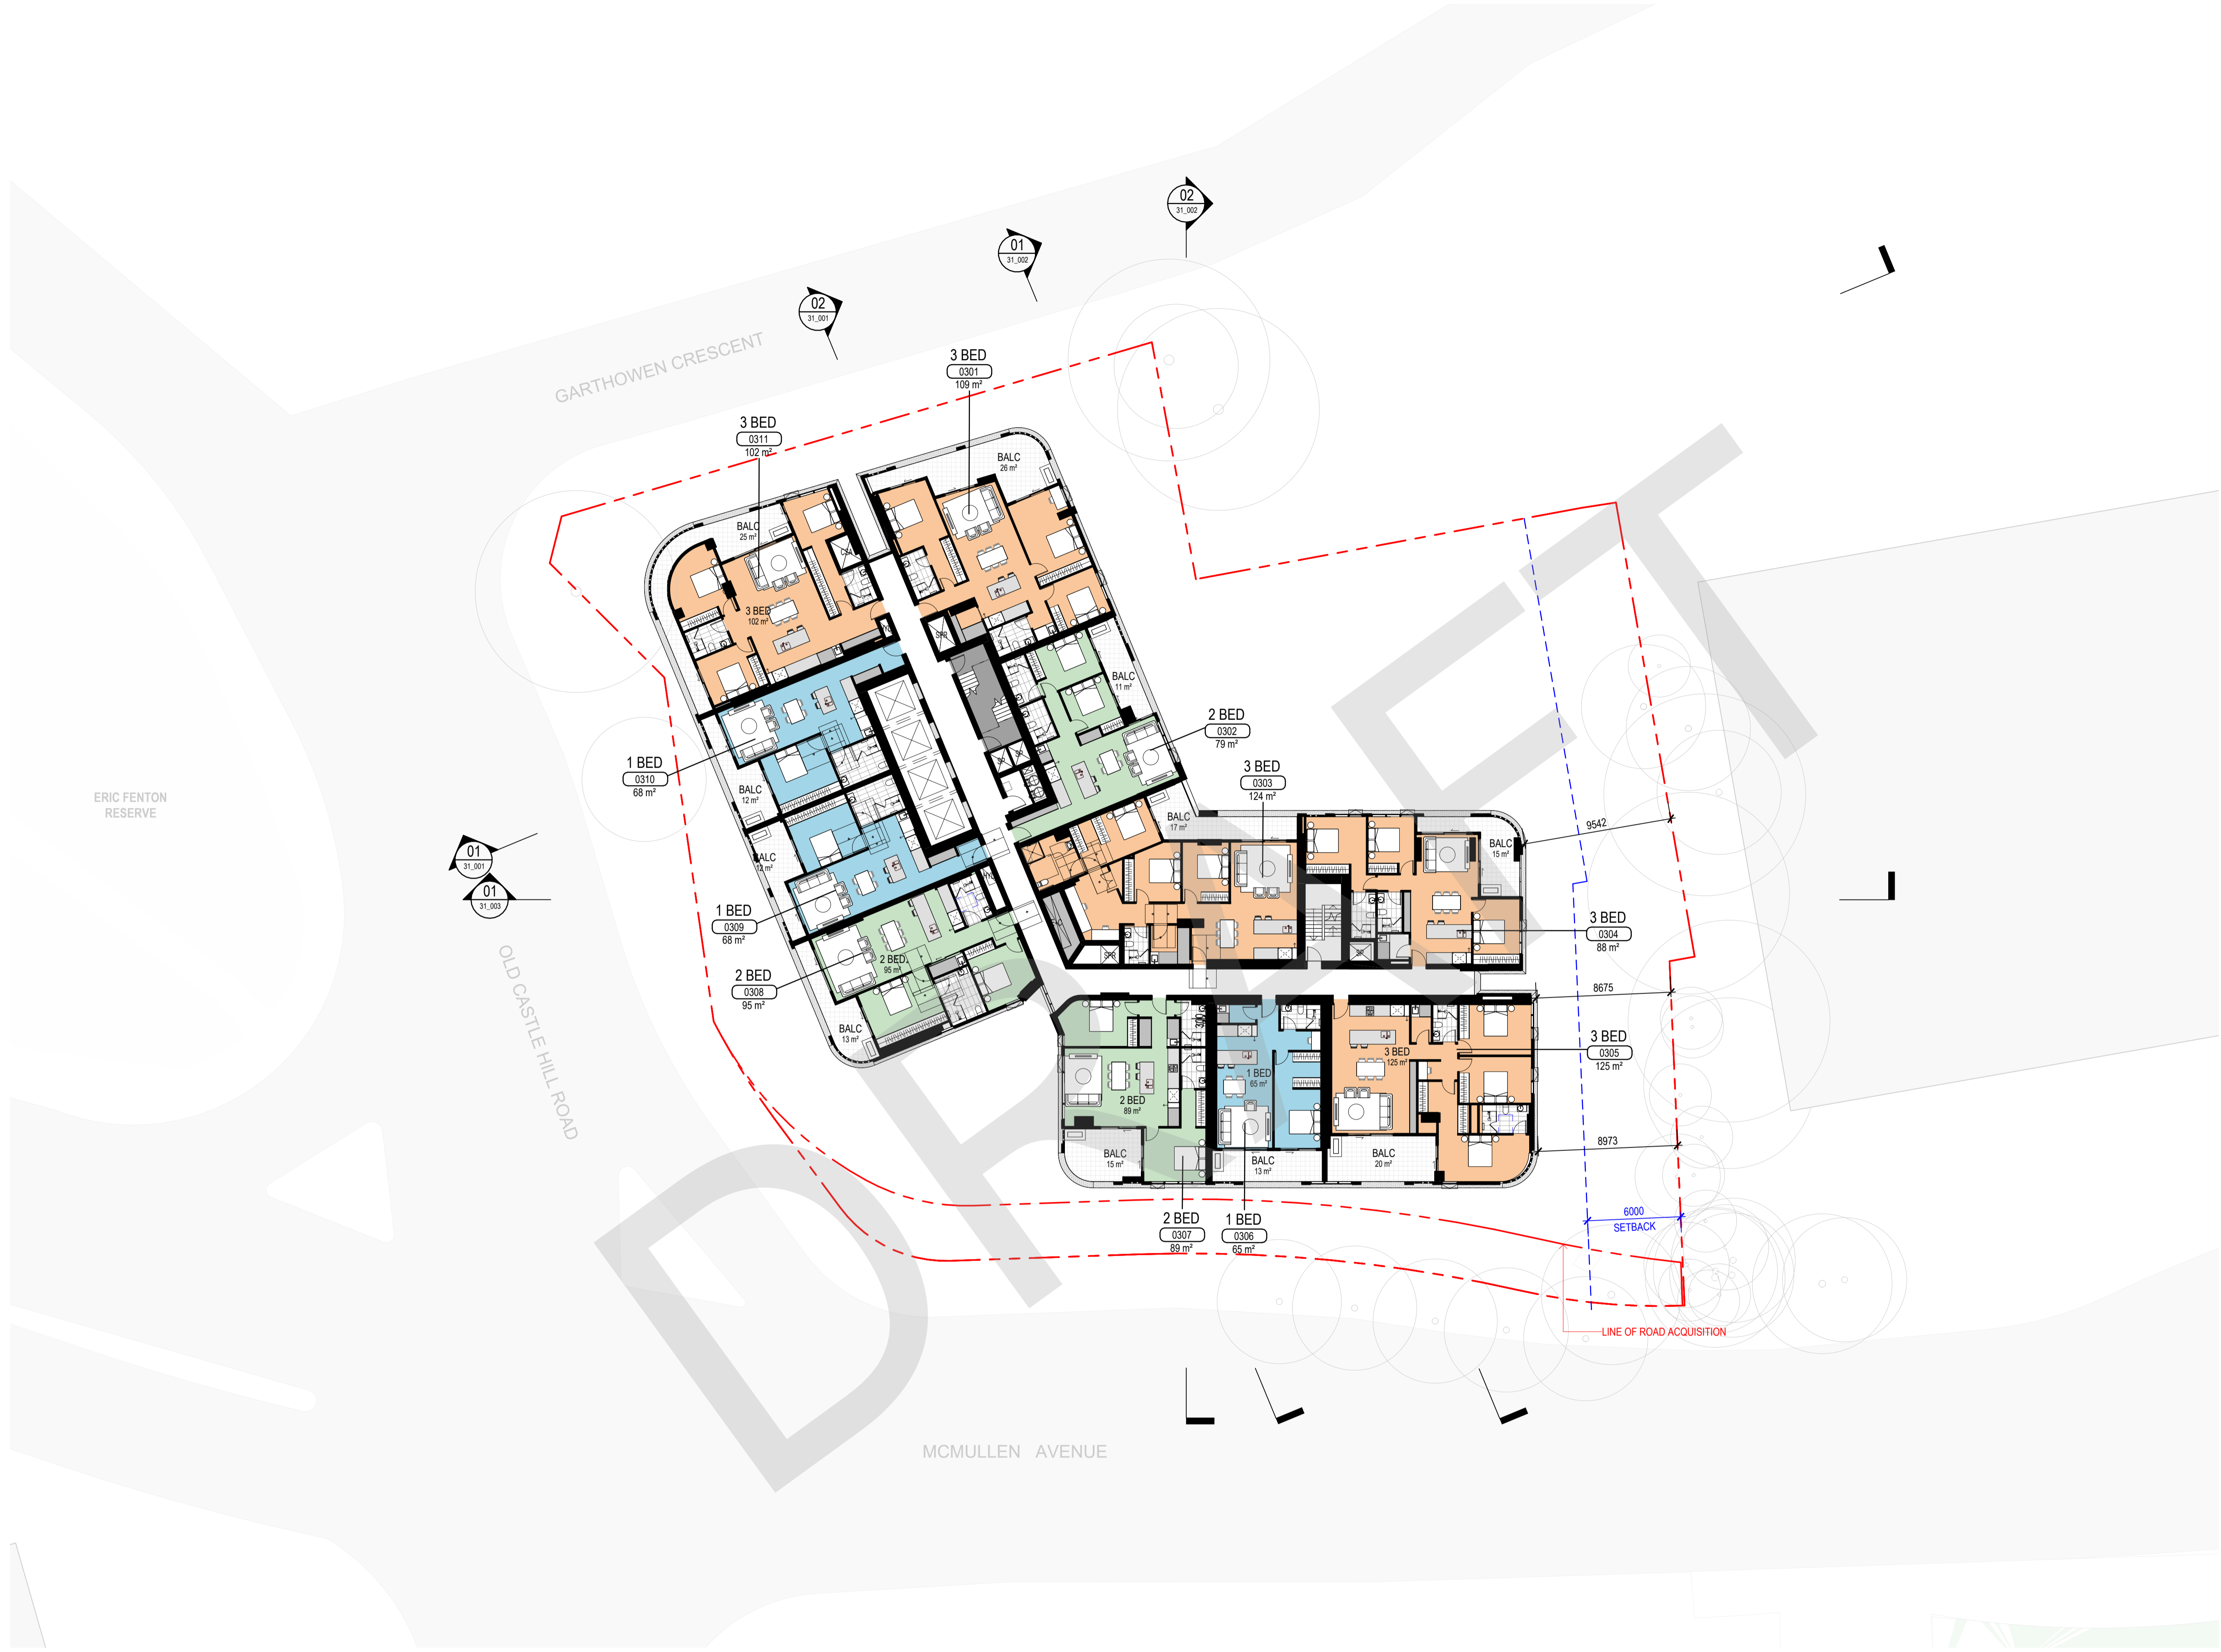 02
31_002
01
31_002
02
31_001
GARTHOWEN CRESCENT
3 BED
0301
109 m²
3 BED
0311
102 m²
BALC
26 m²
BALC
25 m²
CSA
3 BED
102 m²
SPR
BALC
11 m²
2 BED
0302
79 m²
1 BED
0310
68 m²
3 BED
0303
124 m²
BALC
12 m²
BALC
17 m²
ERIC FENTON
RESERVE
9542
BALC
15 m²
BALC
12 m²
01
31_001
01
31_003
1 BED
0309
68 m²
3 BED
0304
88 m²
2 BED
95 m²
2 BED
0308
95 m²
SPR
OLD CASTLE HILL ROAD
8675
BALC
13 m²
300
3 BED
0305
125 m²
3 BED
125 m²
1 BED
65 m²
2 BED
89 m²
8973
BALC
15 m²
BALC
13 m²
BALC
20 m²
2 BED
0307
89 m²
1 BED
0306
65 m²
6000
SETBACK
LINE OF ROAD ACQUISITION
MCMULLEN AVENUE
DRAFT